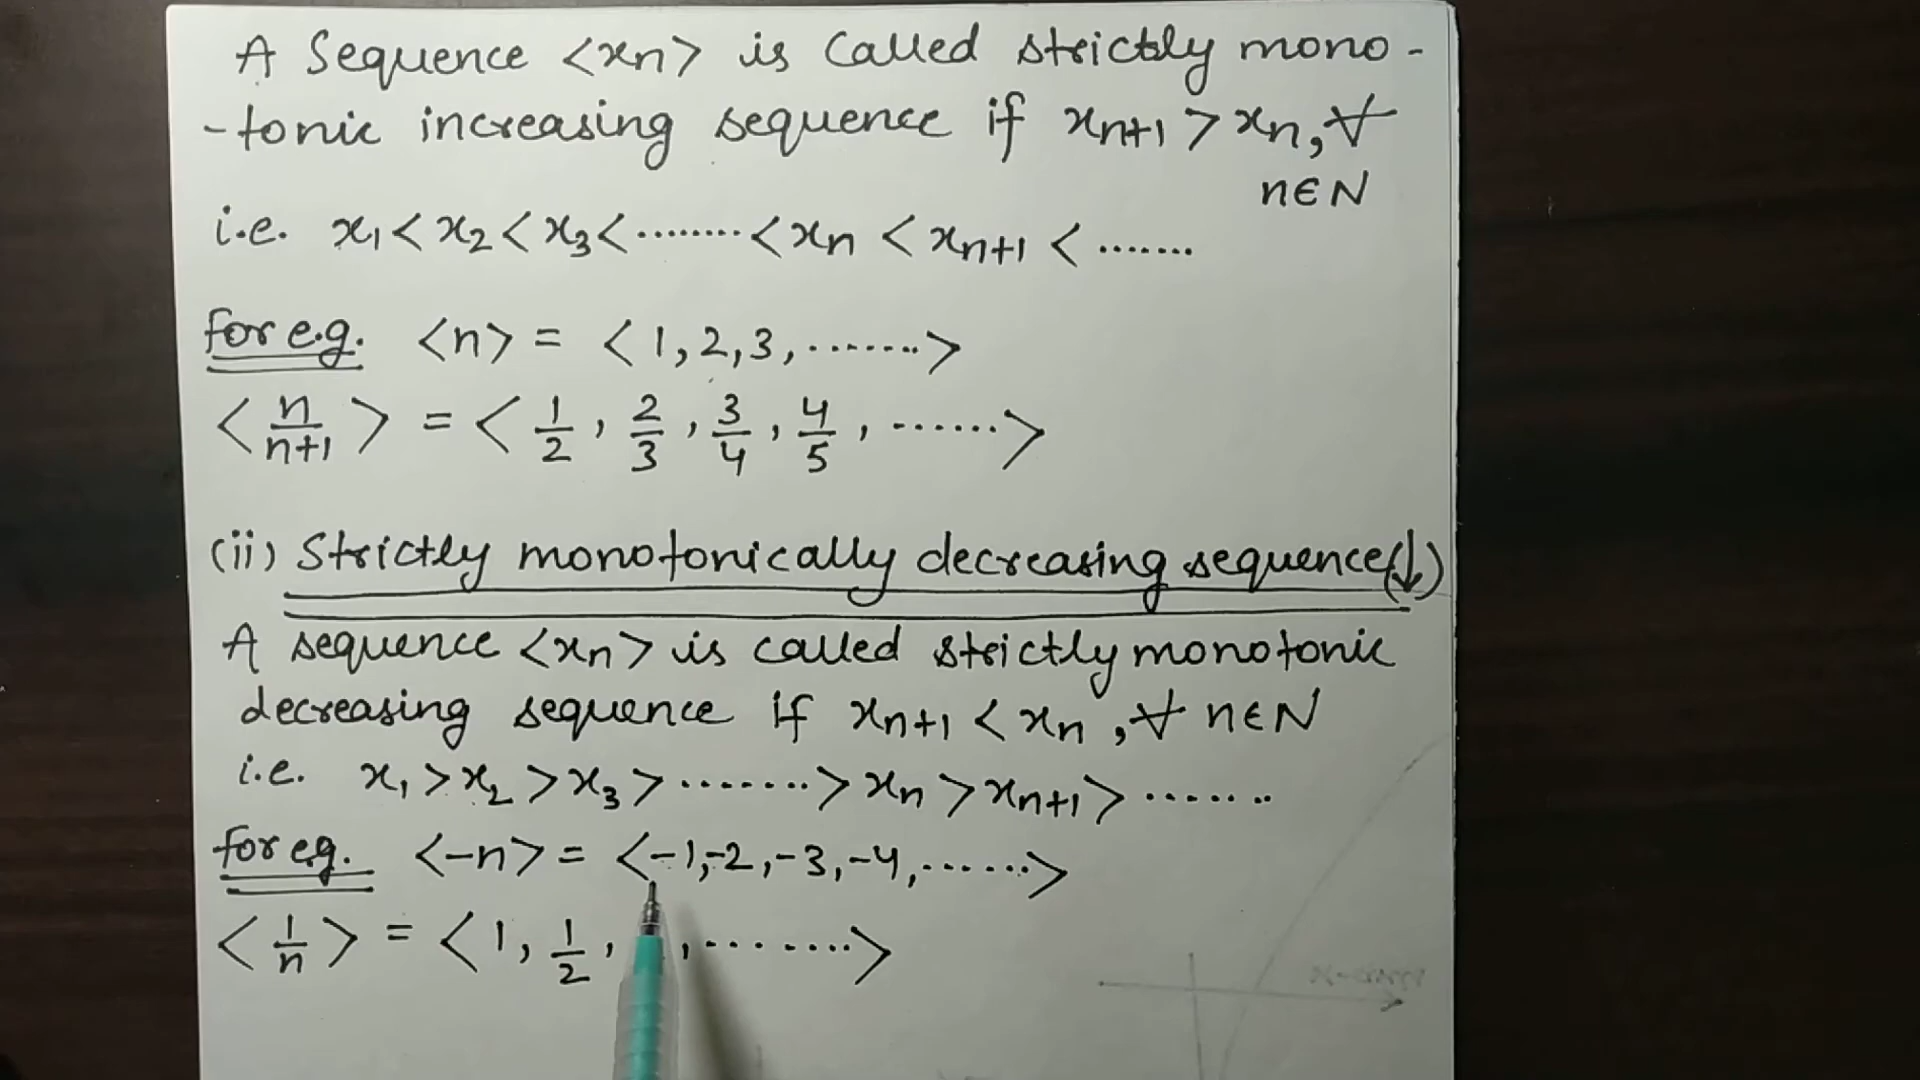 A Sequence <xn> is Called strictly mono-
-tonic increasing sequence if xn+1 > xn, ∀
n∈N
i.e. x1 < x2 < x3 < ........ < xn < xn+1 < .......
for e.g. <n> = <1, 2, 3, .......>
<n/n+1> = <1/2, 2/3, 3/4, 4/5, ......>
(ii) Strictly monotonically decreasing sequence(↓)
A sequence <xn> is called strictly monotonic
decreasing sequence if xn+1 < xn, ∀ n∈N
i.e. x1 > x2 > x3 > ....... > xn > xn+1 > ......
for e.g. <-n> = <-1, -2, -3, -4, ......>
<1/n> = <1, 1/2, , .......>